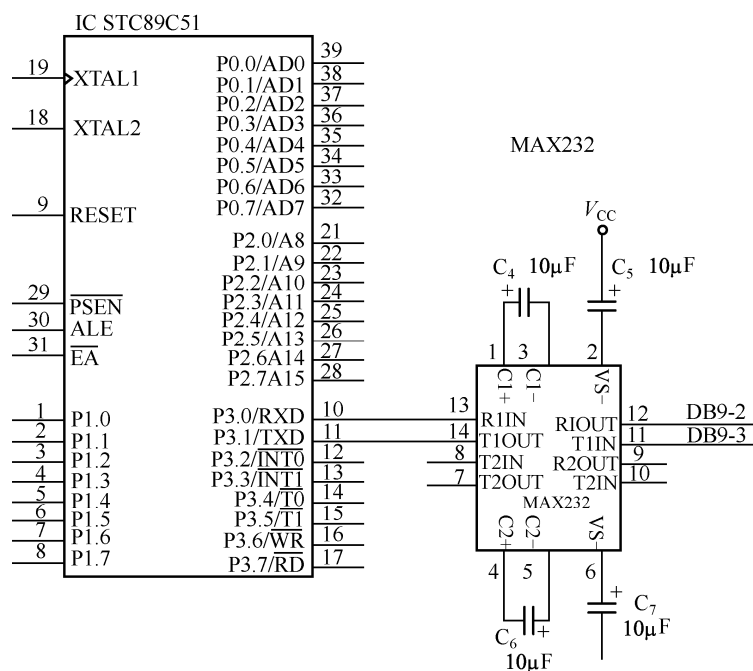 IC STC89C51
19
XTAL1
18
XTAL2
9
RESET
29
PSEN
30
ALE
31
EA
1
P1.0
2
P1.1
3
P1.2
4
P1.3
5
P1.4
6
P1.5
7
P1.6
8
P1.7
P0.0/AD0
39
P0.1/AD1
38
P0.2/AD2
37
P0.3/AD3
36
P0.4/AD4
35
P0.5/AD5
34
P0.6/AD6
33
P0.7/AD7
32
P2.0/A8
21
P2.1/A9
22
P2.2/A10
23
P2.3/A11
24
P2.4/A12
25
P2.5/A13
26
P2.6A14
27
P2.7A15
28
P3.0/RXD
10
P3.1/TXD
11
P3.2/INT0
12
P3.3/INT1
13
P3.4/T0
14
P3.5/T1
15
P3.6/WR
16
P3.7/RD
17
MAX232
VCC
C4
10μF
C5
10μF
+
+
1
3
2
C1+
C1−
VS−
13
R1IN
14
T1OUT
8
T2IN
7
T2OUT
RIOUT
12
DB9-2
T1IN
11
DB9-3
R2OUT
9
T2IN
10
MAX232
C2+
C2−
VS−
4
5
6
C6
+
10μF
+
C7
10μF